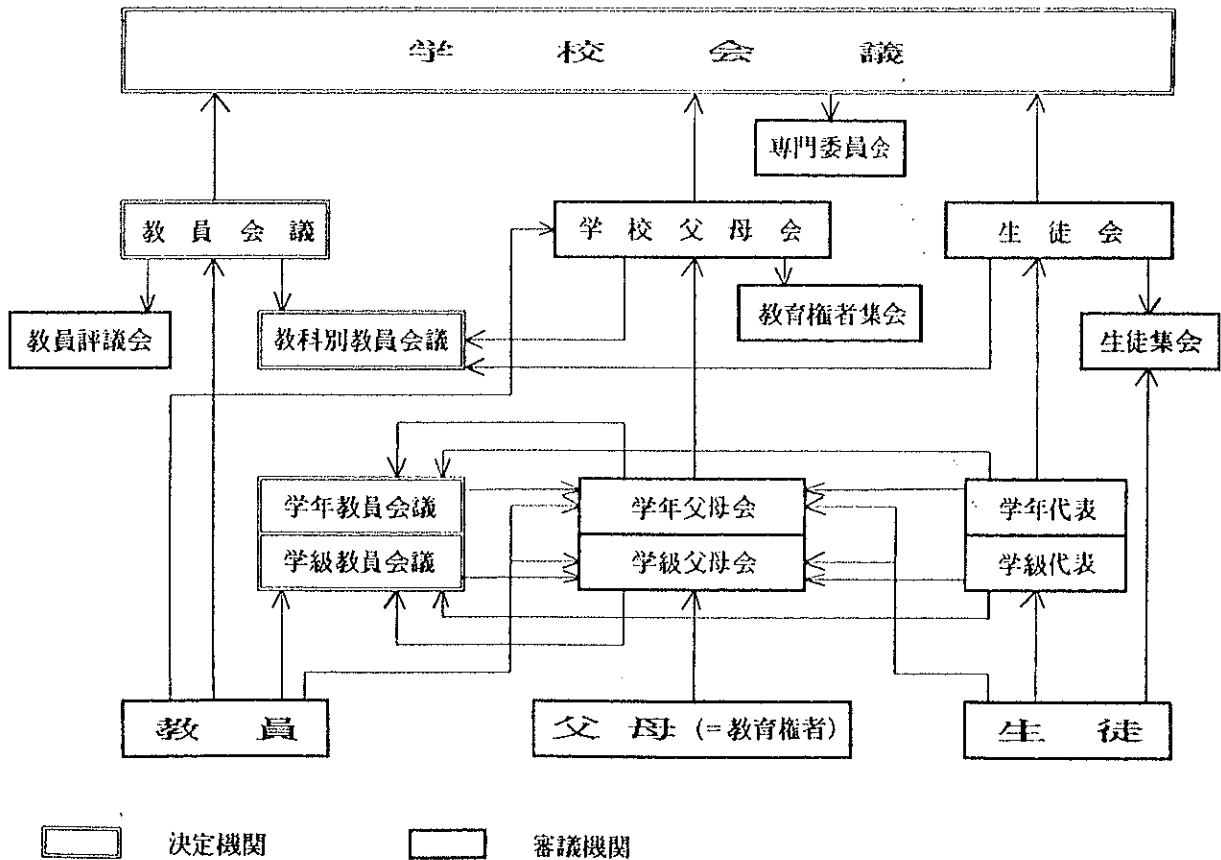 学校会議
専門委員会
教員会議
学校父母会
生徒会
教員評議会
教科別教員会議
教育権者集会
生徒集会
学年教員会議
学年父母会
学年代表
学級教員会議
学級父母会
学級代表
教員
父母(=教育権者)
生徒
決定機関
審議機関